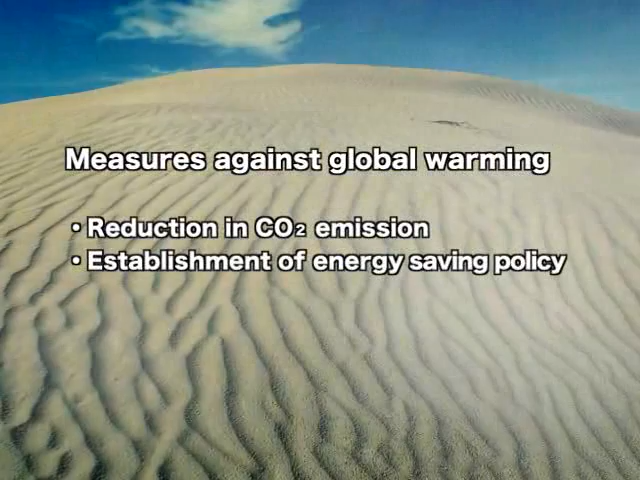 Measures against global warming
・Reduction in CO₂ emission
・Establishment of energy saving policy